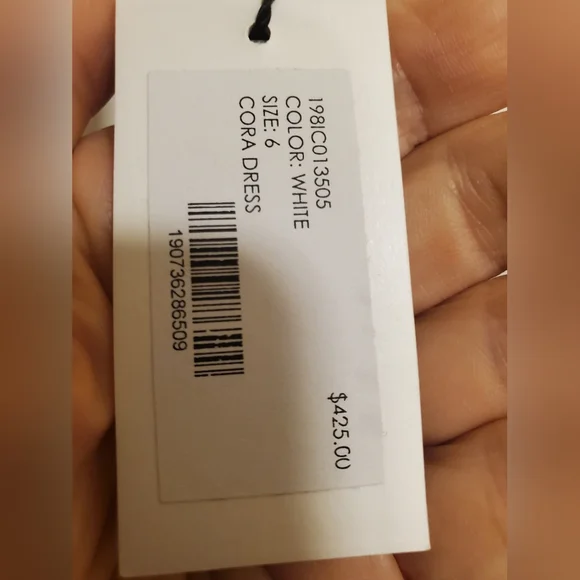 198IC013505
COLOR: WHITE
SIZE: 6
CORA DRESS
190736286509
$425.00